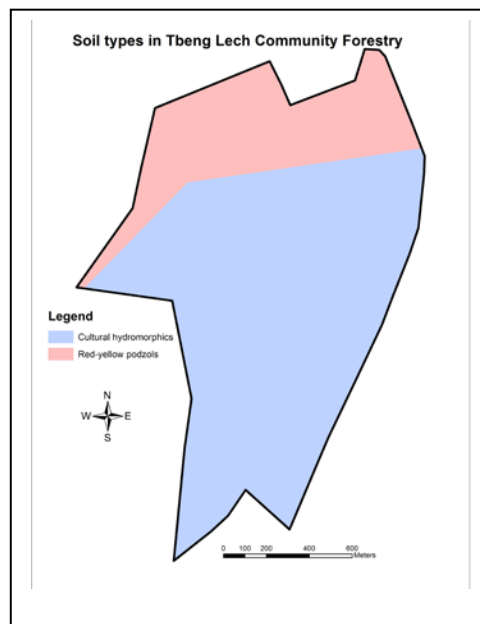 Soil types in Tbeng Lech Community Forestry
Legend
Cultural hydromorphics
Red-yellow podzols
N
W E
S
0 100 200 400 600
Meters